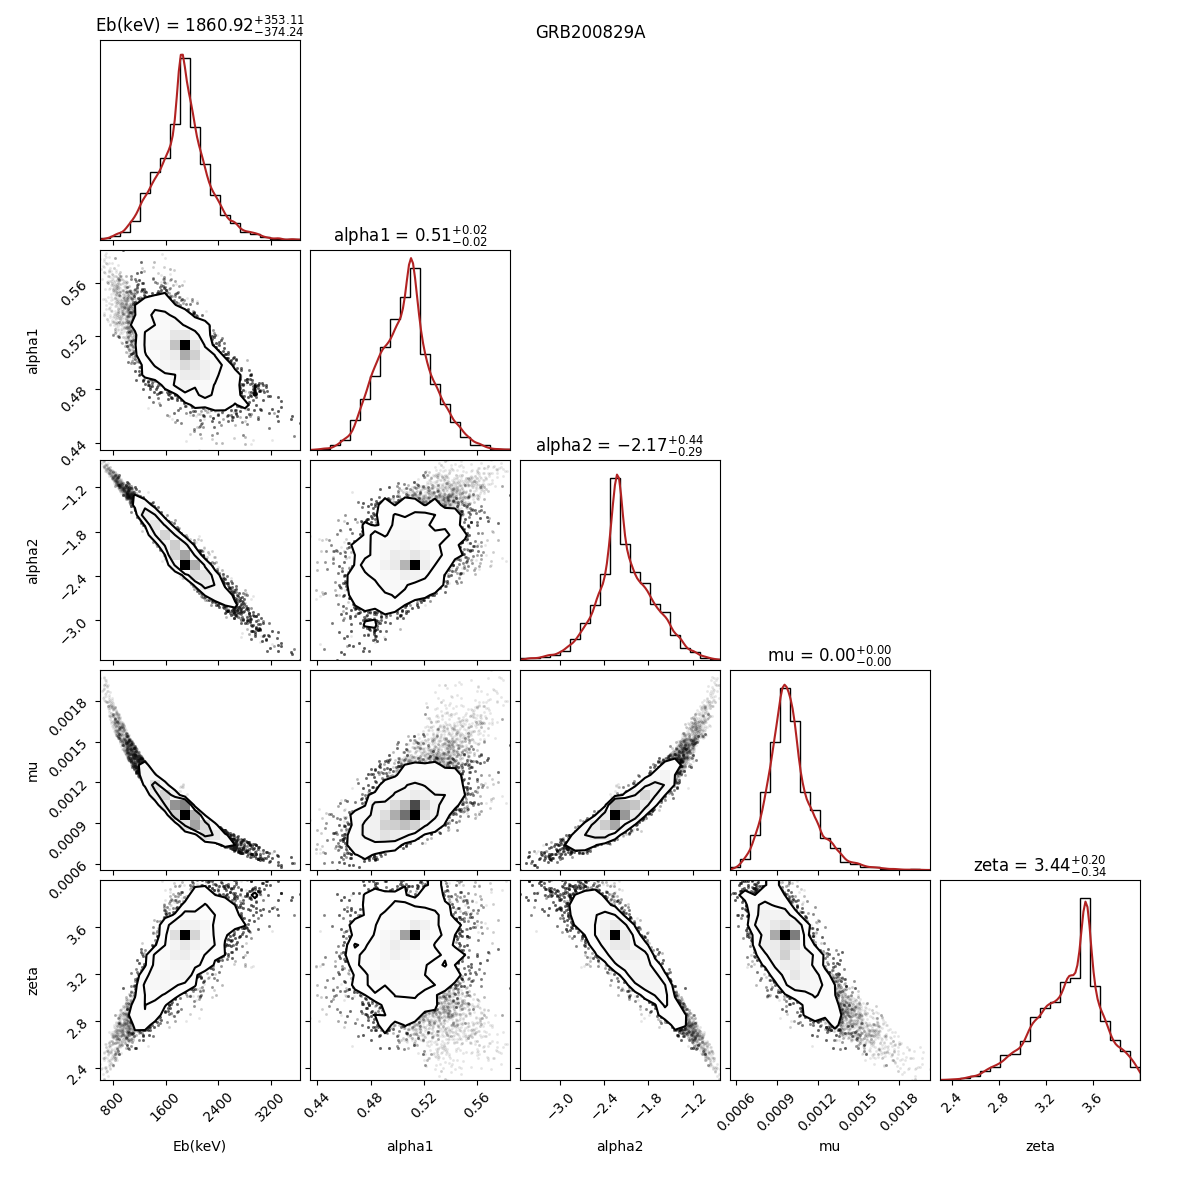 Eb(keV) = 1860.92+353.11−374.24
GRB200829A
alpha1 = 0.51+0.02−0.02
0.56
0.52
0.48
0.44
alpha1
alpha2 = −2.17+0.44−0.29
−1.2
−1.8
−2.4
−3.0
alpha2
mu = 0.00+0.00−0.00
0.0018
0.0015
0.0012
0.0009
0.0006
mu
zeta = 3.44+0.20−0.34
3.6
3.2
2.8
2.4
zeta
800 1600 2400 3200
0.44 0.48 0.52 0.56
−3.0 −2.4 −1.8 −1.2
0.0006 0.0009 0.0012 0.0015 0.0018
2.4 2.8 3.2 3.6
Eb(keV) alpha1 alpha2 mu zeta